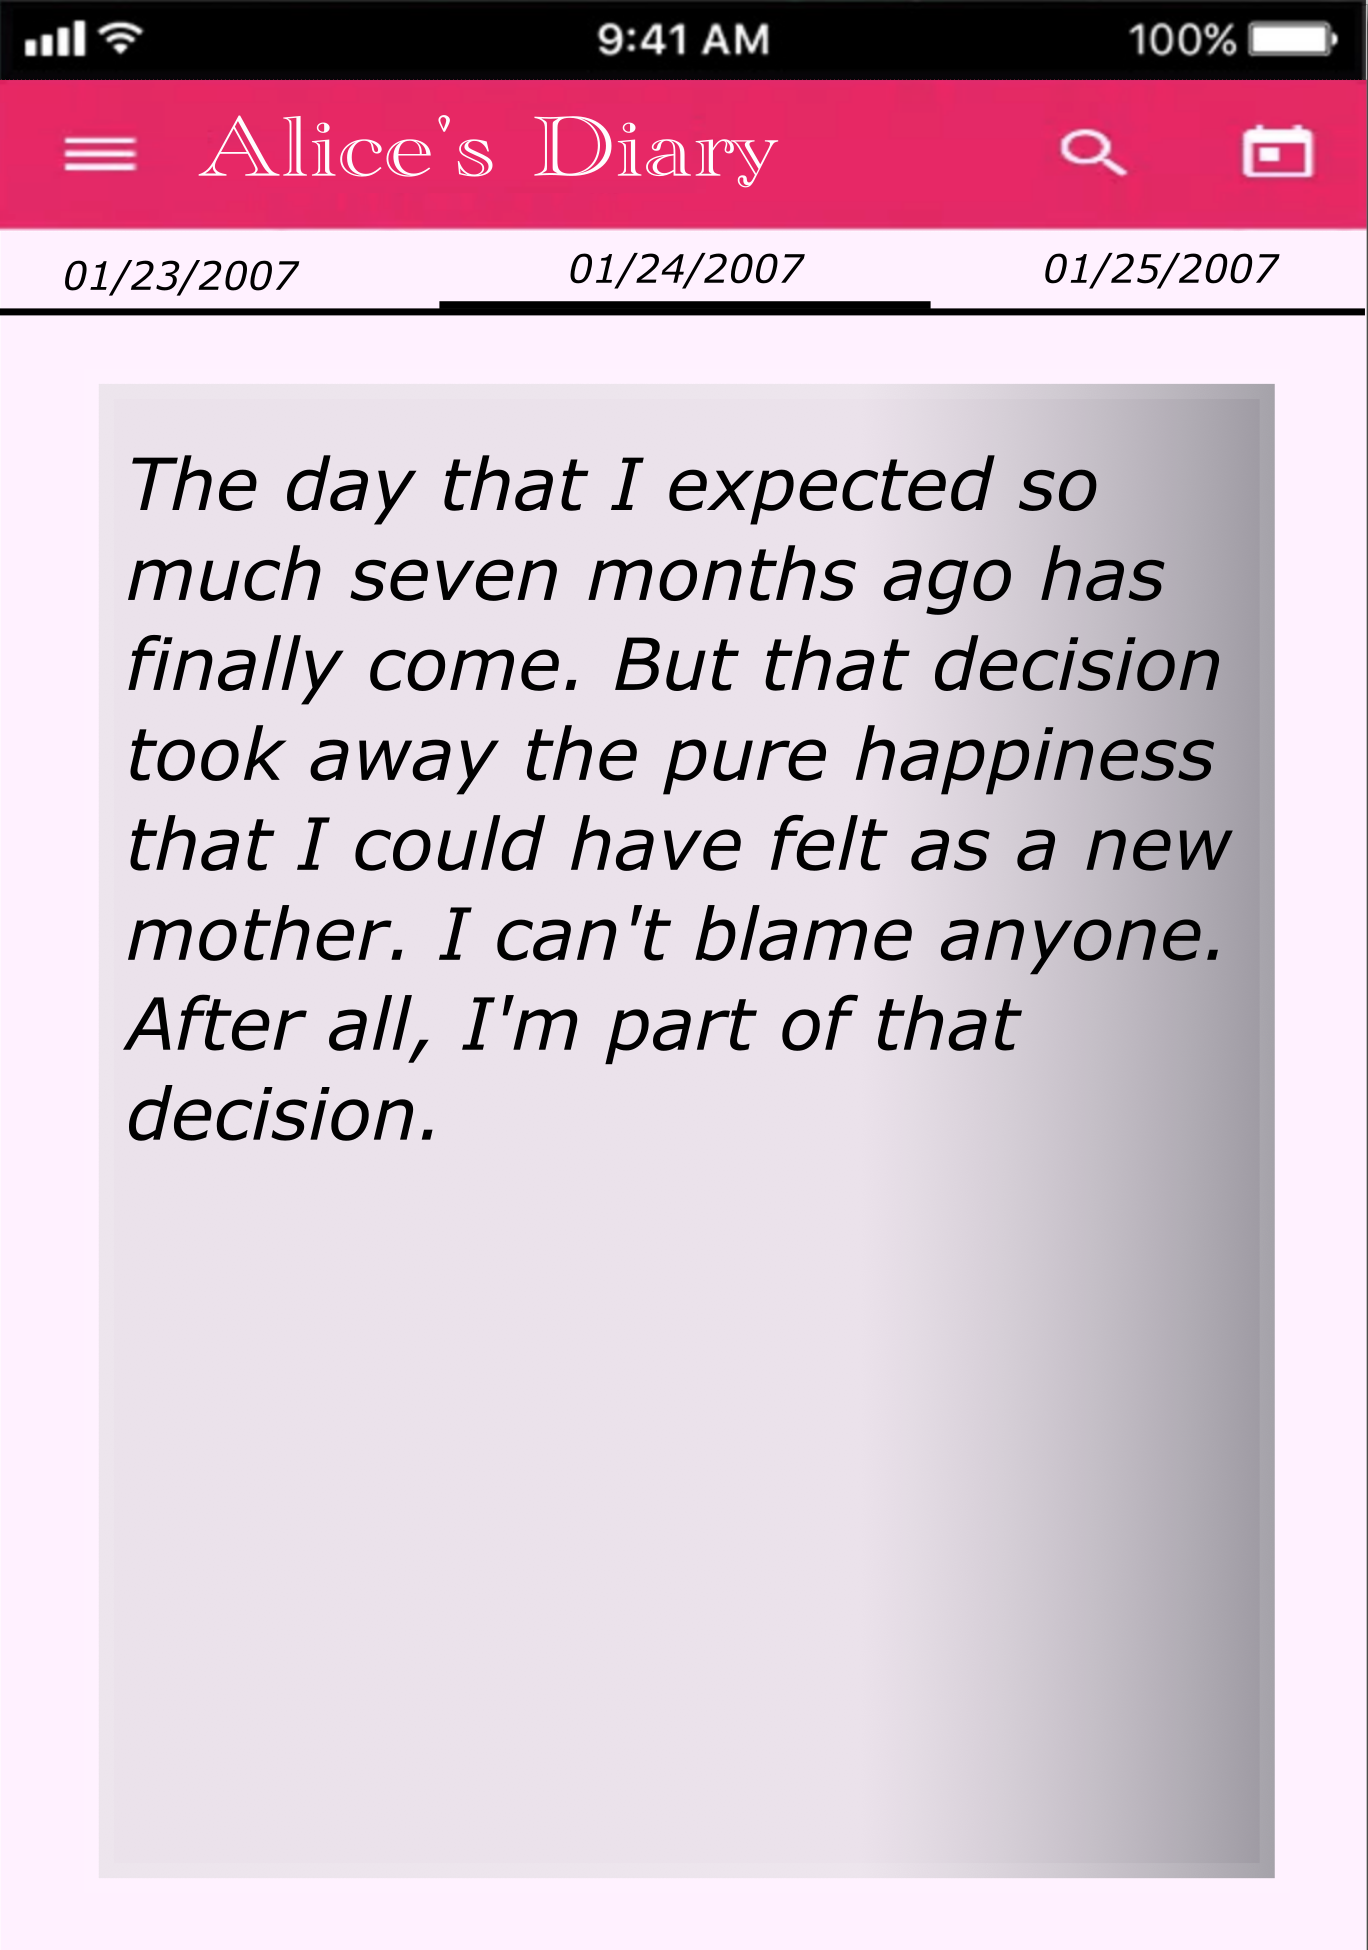 9:41 AM
100%
Alice's Diary
01/23/2007
01/24/2007
01/25/2007
The day that I expected so
much seven months ago has
finally come. But that decision
took away the pure happiness
that I could have felt as a new
mother. I can't blame anyone.
After all, I'm part of that
decision.